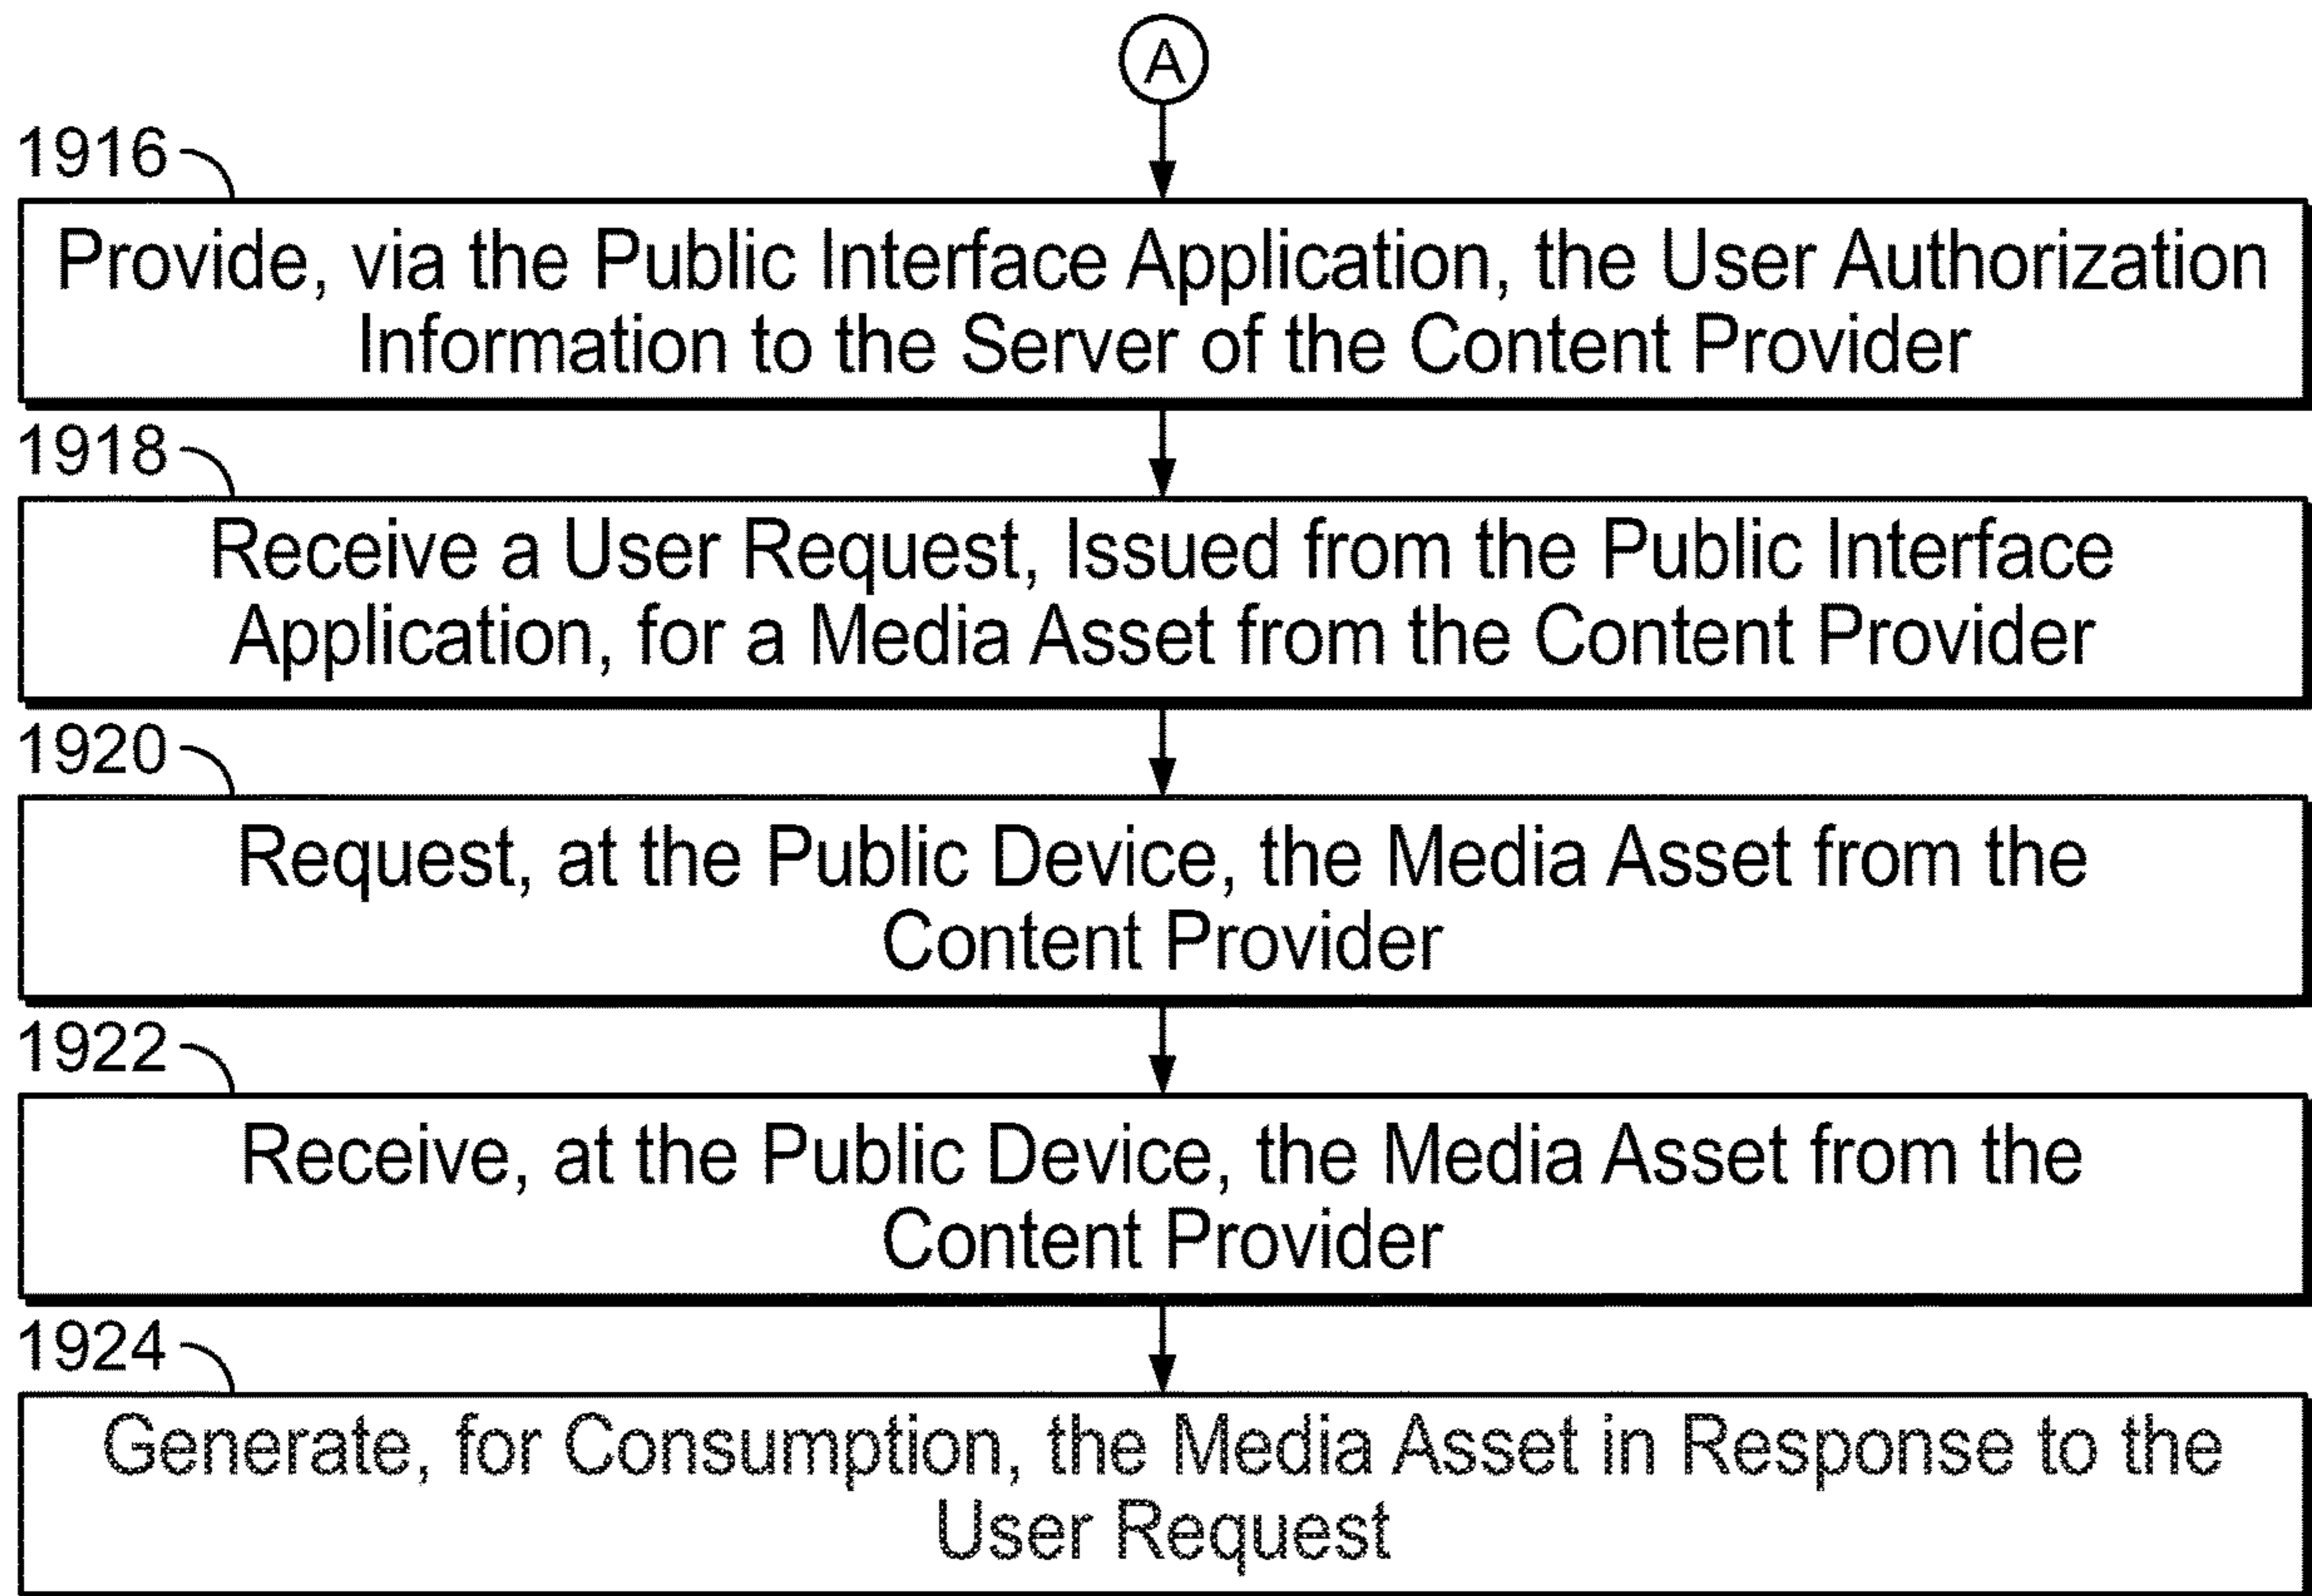 A
1916
Provide, via the Public Interface Application, the User Authorization
Information to the Server of the Content Provider
1918
Receive a User Request, Issued from the Public Interface
Application, for a Media Asset from the Content Provider
1920
Request, at the Public Device, the Media Asset from the
Content Provider
1922
Receive, at the Public Device, the Media Asset from the
Content Provider
1924
Generate, for Consumption, the Media Asset in Response to the
User Request